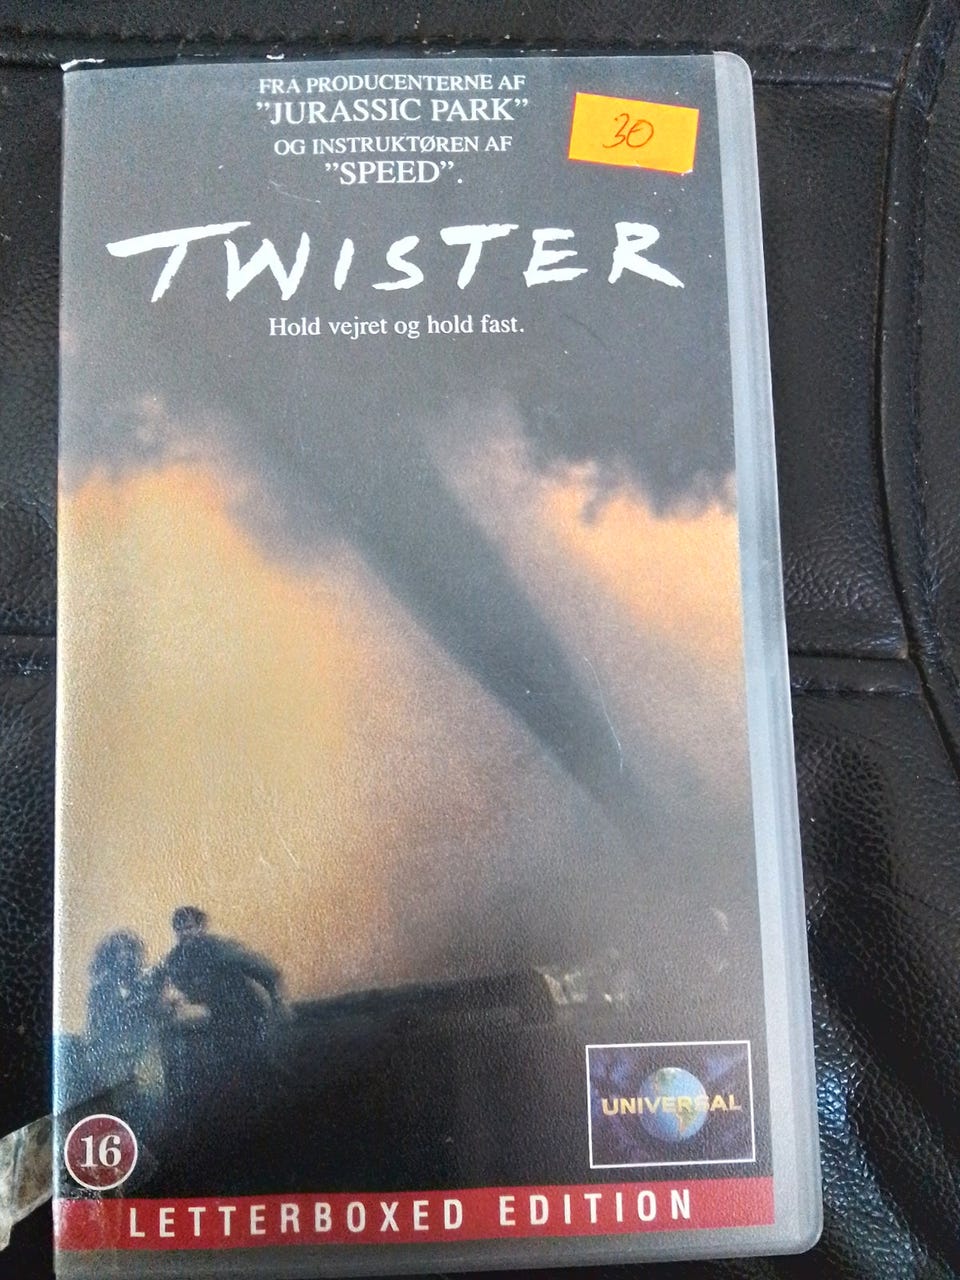 FRA PRODUCENTERNE AF
”JURASSIC PARK”
OG INSTRUKTØREN AF
”SPEED”.
30
TWISTER
Hold vejret og hold fast.
UNIVERSAL
16
LETTERBOXED EDITION